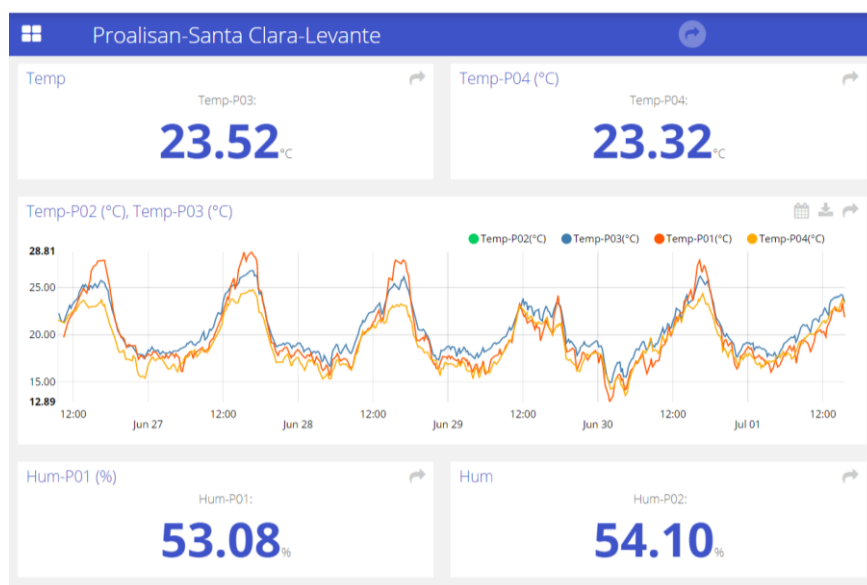 Proalisan-Santa Clara-Levante
Temp
Temp-P03:
23.52°C
Temp-P04 (°C)
Temp-P04:
23.32°C
Temp-P02 (°C), Temp-P03 (°C)
Temp-P02(°C) Temp-P03(°C) Temp-P01(°C) Temp-P04(°C)
28.81
25.00
20.00
15.00
12.89
12:00 12:00 12:00 12:00 12:00 12:00
Jun 27 Jun 28 Jun 29 Jun 30 Jul 01
Hum-P01 (%)
Hum-P01:
53.08%
Hum
Hum-P02:
54.10%